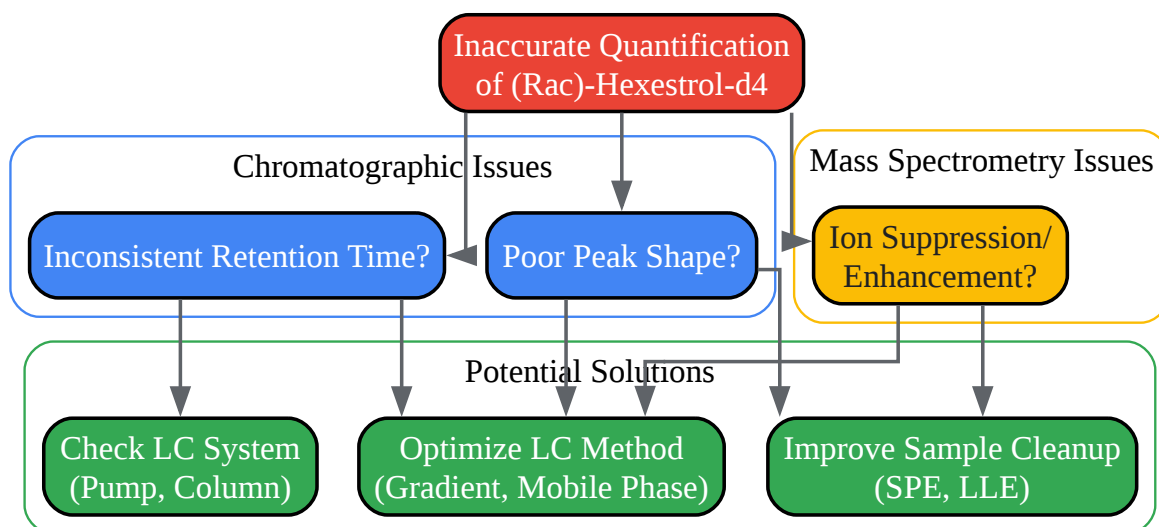 Inaccurate Quantification
of (Rac)-Hexestrol-d4
Chromatographic Issues
Mass Spectrometry Issues
Inconsistent Retention Time?
Poor Peak Shape?
Ion Suppression/
Enhancement?
Potential Solutions
Check LC System
(Pump, Column)
Optimize LC Method
(Gradient, Mobile Phase)
Improve Sample Cleanup
(SPE, LLE)